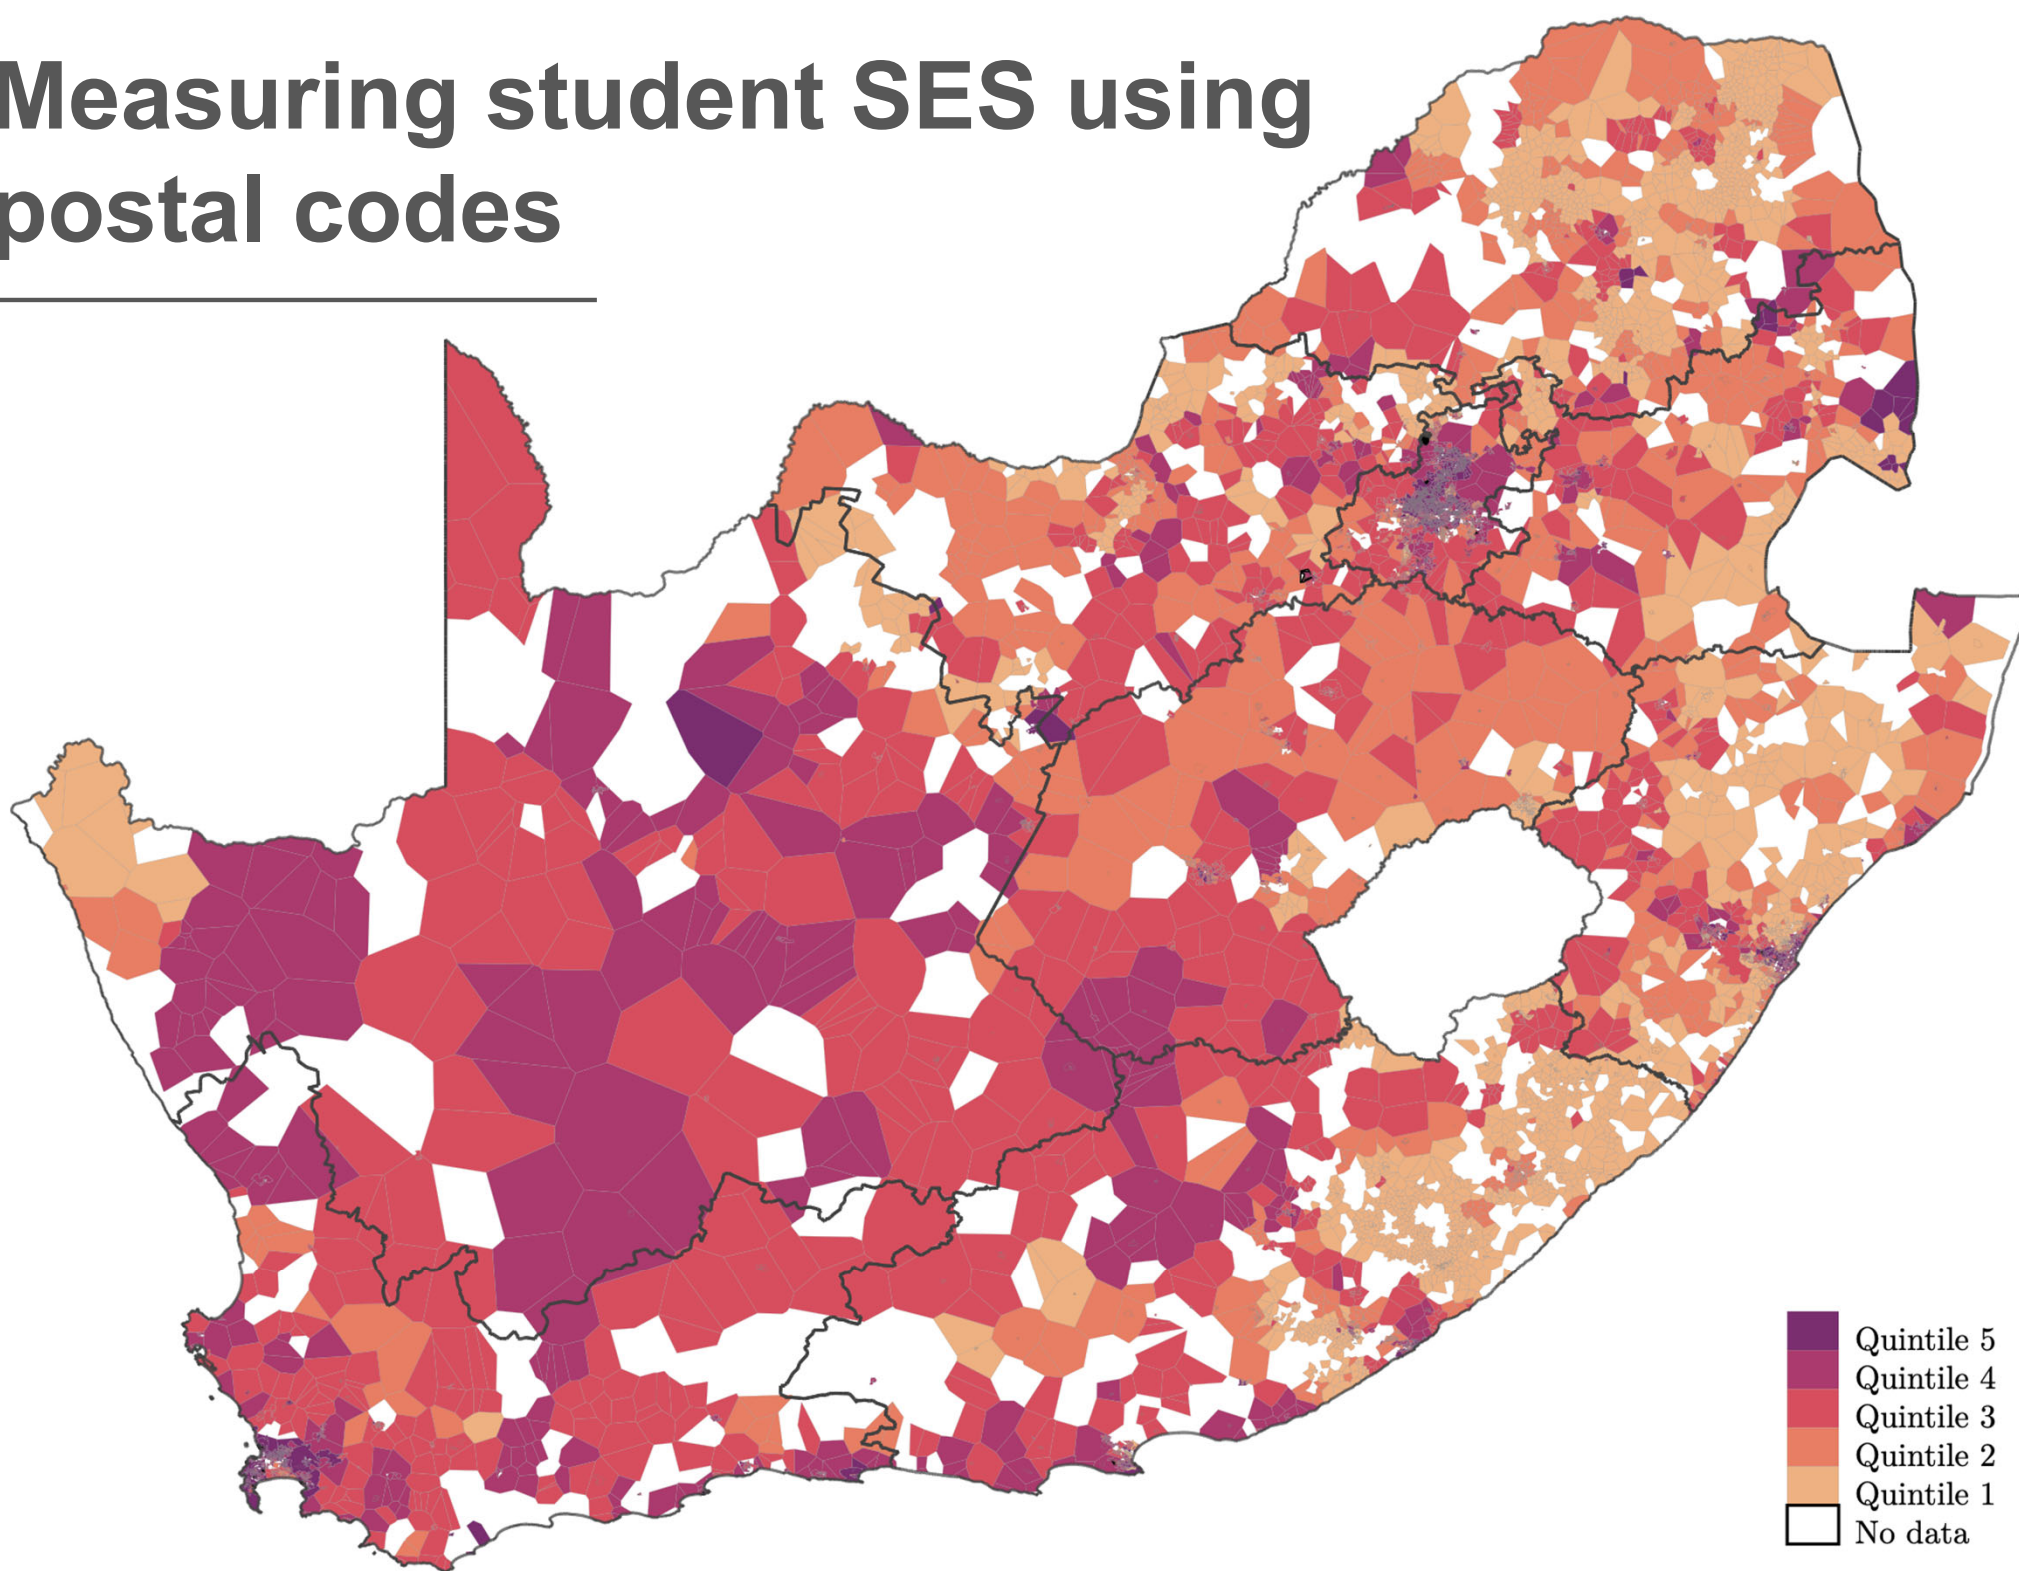 Measuring student SES using
postal codes
Quintile 5
Quintile 4
Quintile 3
Quintile 2
Quintile 1
No data